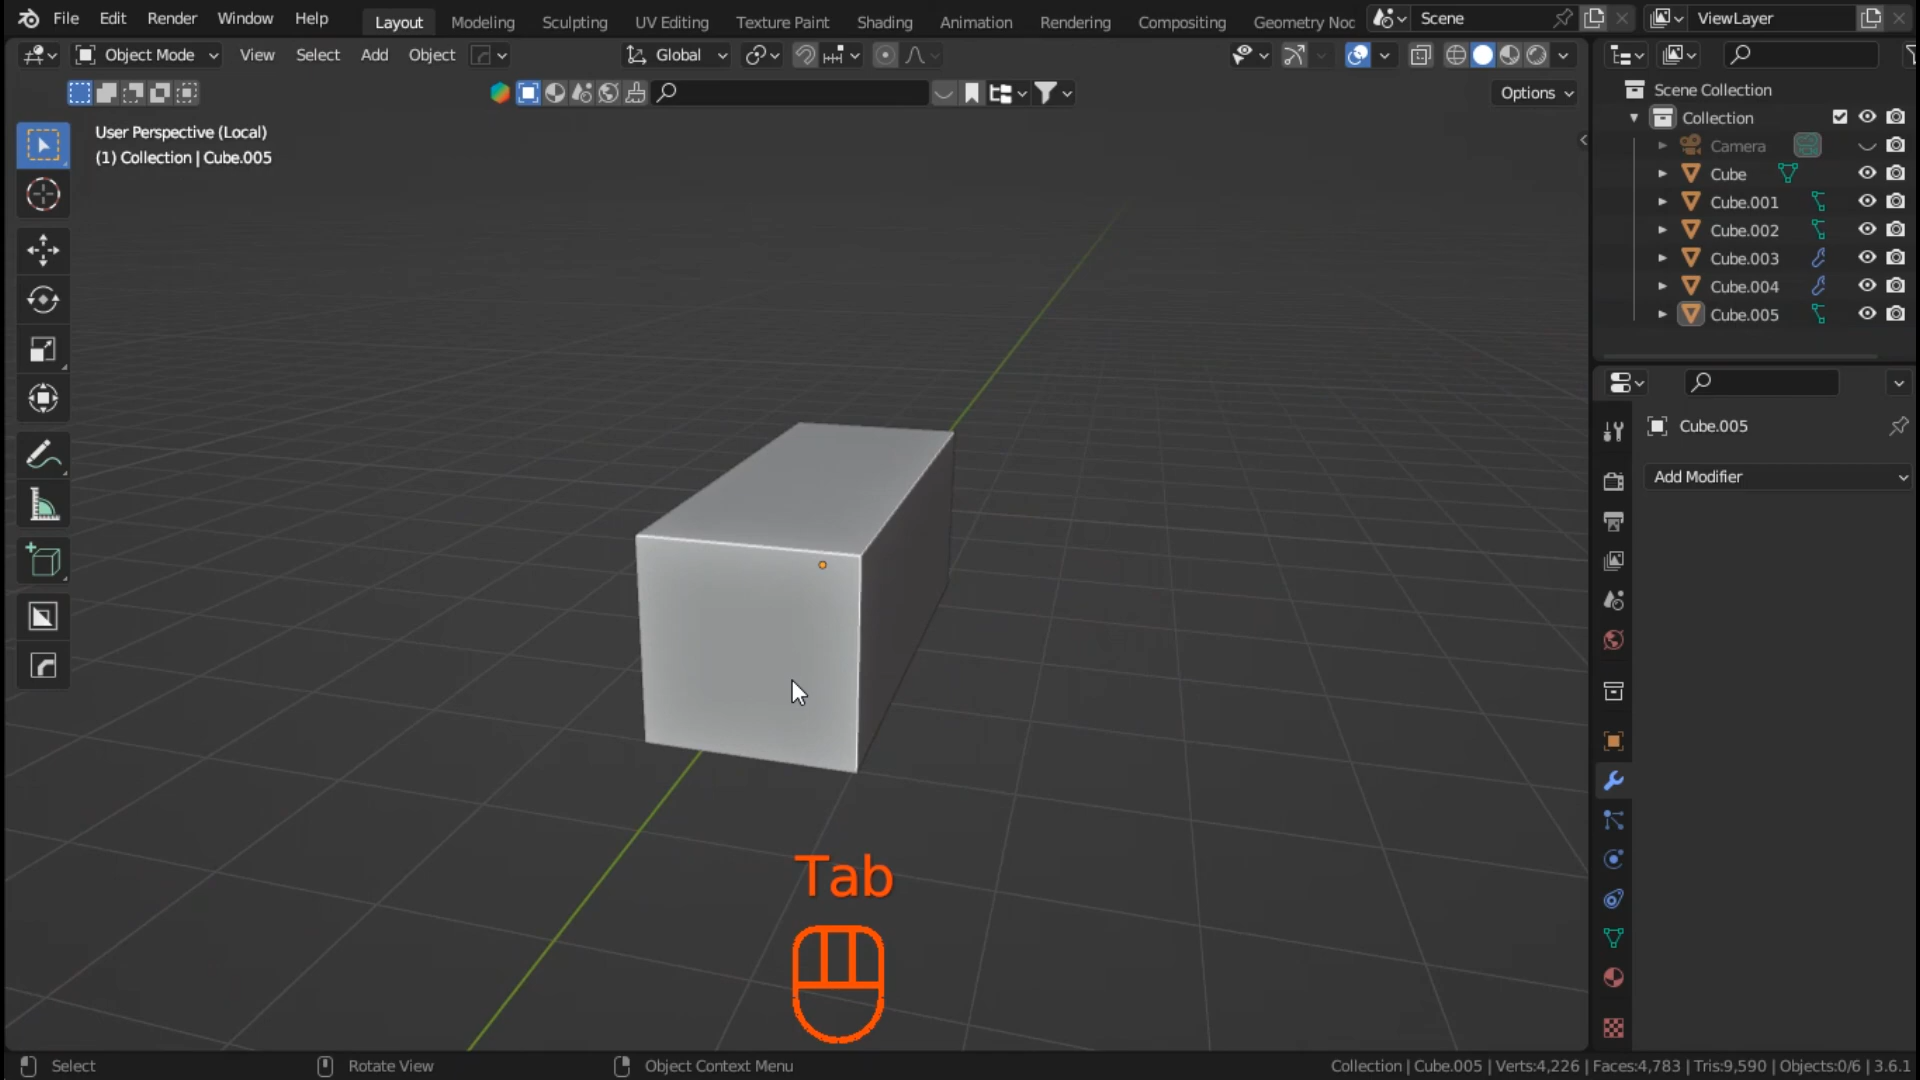 File Edit Render Window Help Layout Modeling Sculpting UV Editing Texture Paint Shading Animation Rendering Compositing Geometry Noc Scene ViewLayer
Object Mode View Select Add Object Global
Options
User Perspective (Local)
(1) Collection | Cube.005
Scene Collection
Collection
Camera
Cube
Cube.001
Cube.002
Cube.003
Cube.004
Cube.005
Cube.005
Add Modifier
Tab
Select Rotate View Object Context Menu Collection | Cube.005 | Verts:4,226 | Faces:4,783 | Tris:9,590 | Objects:0/6 | 3.6.1